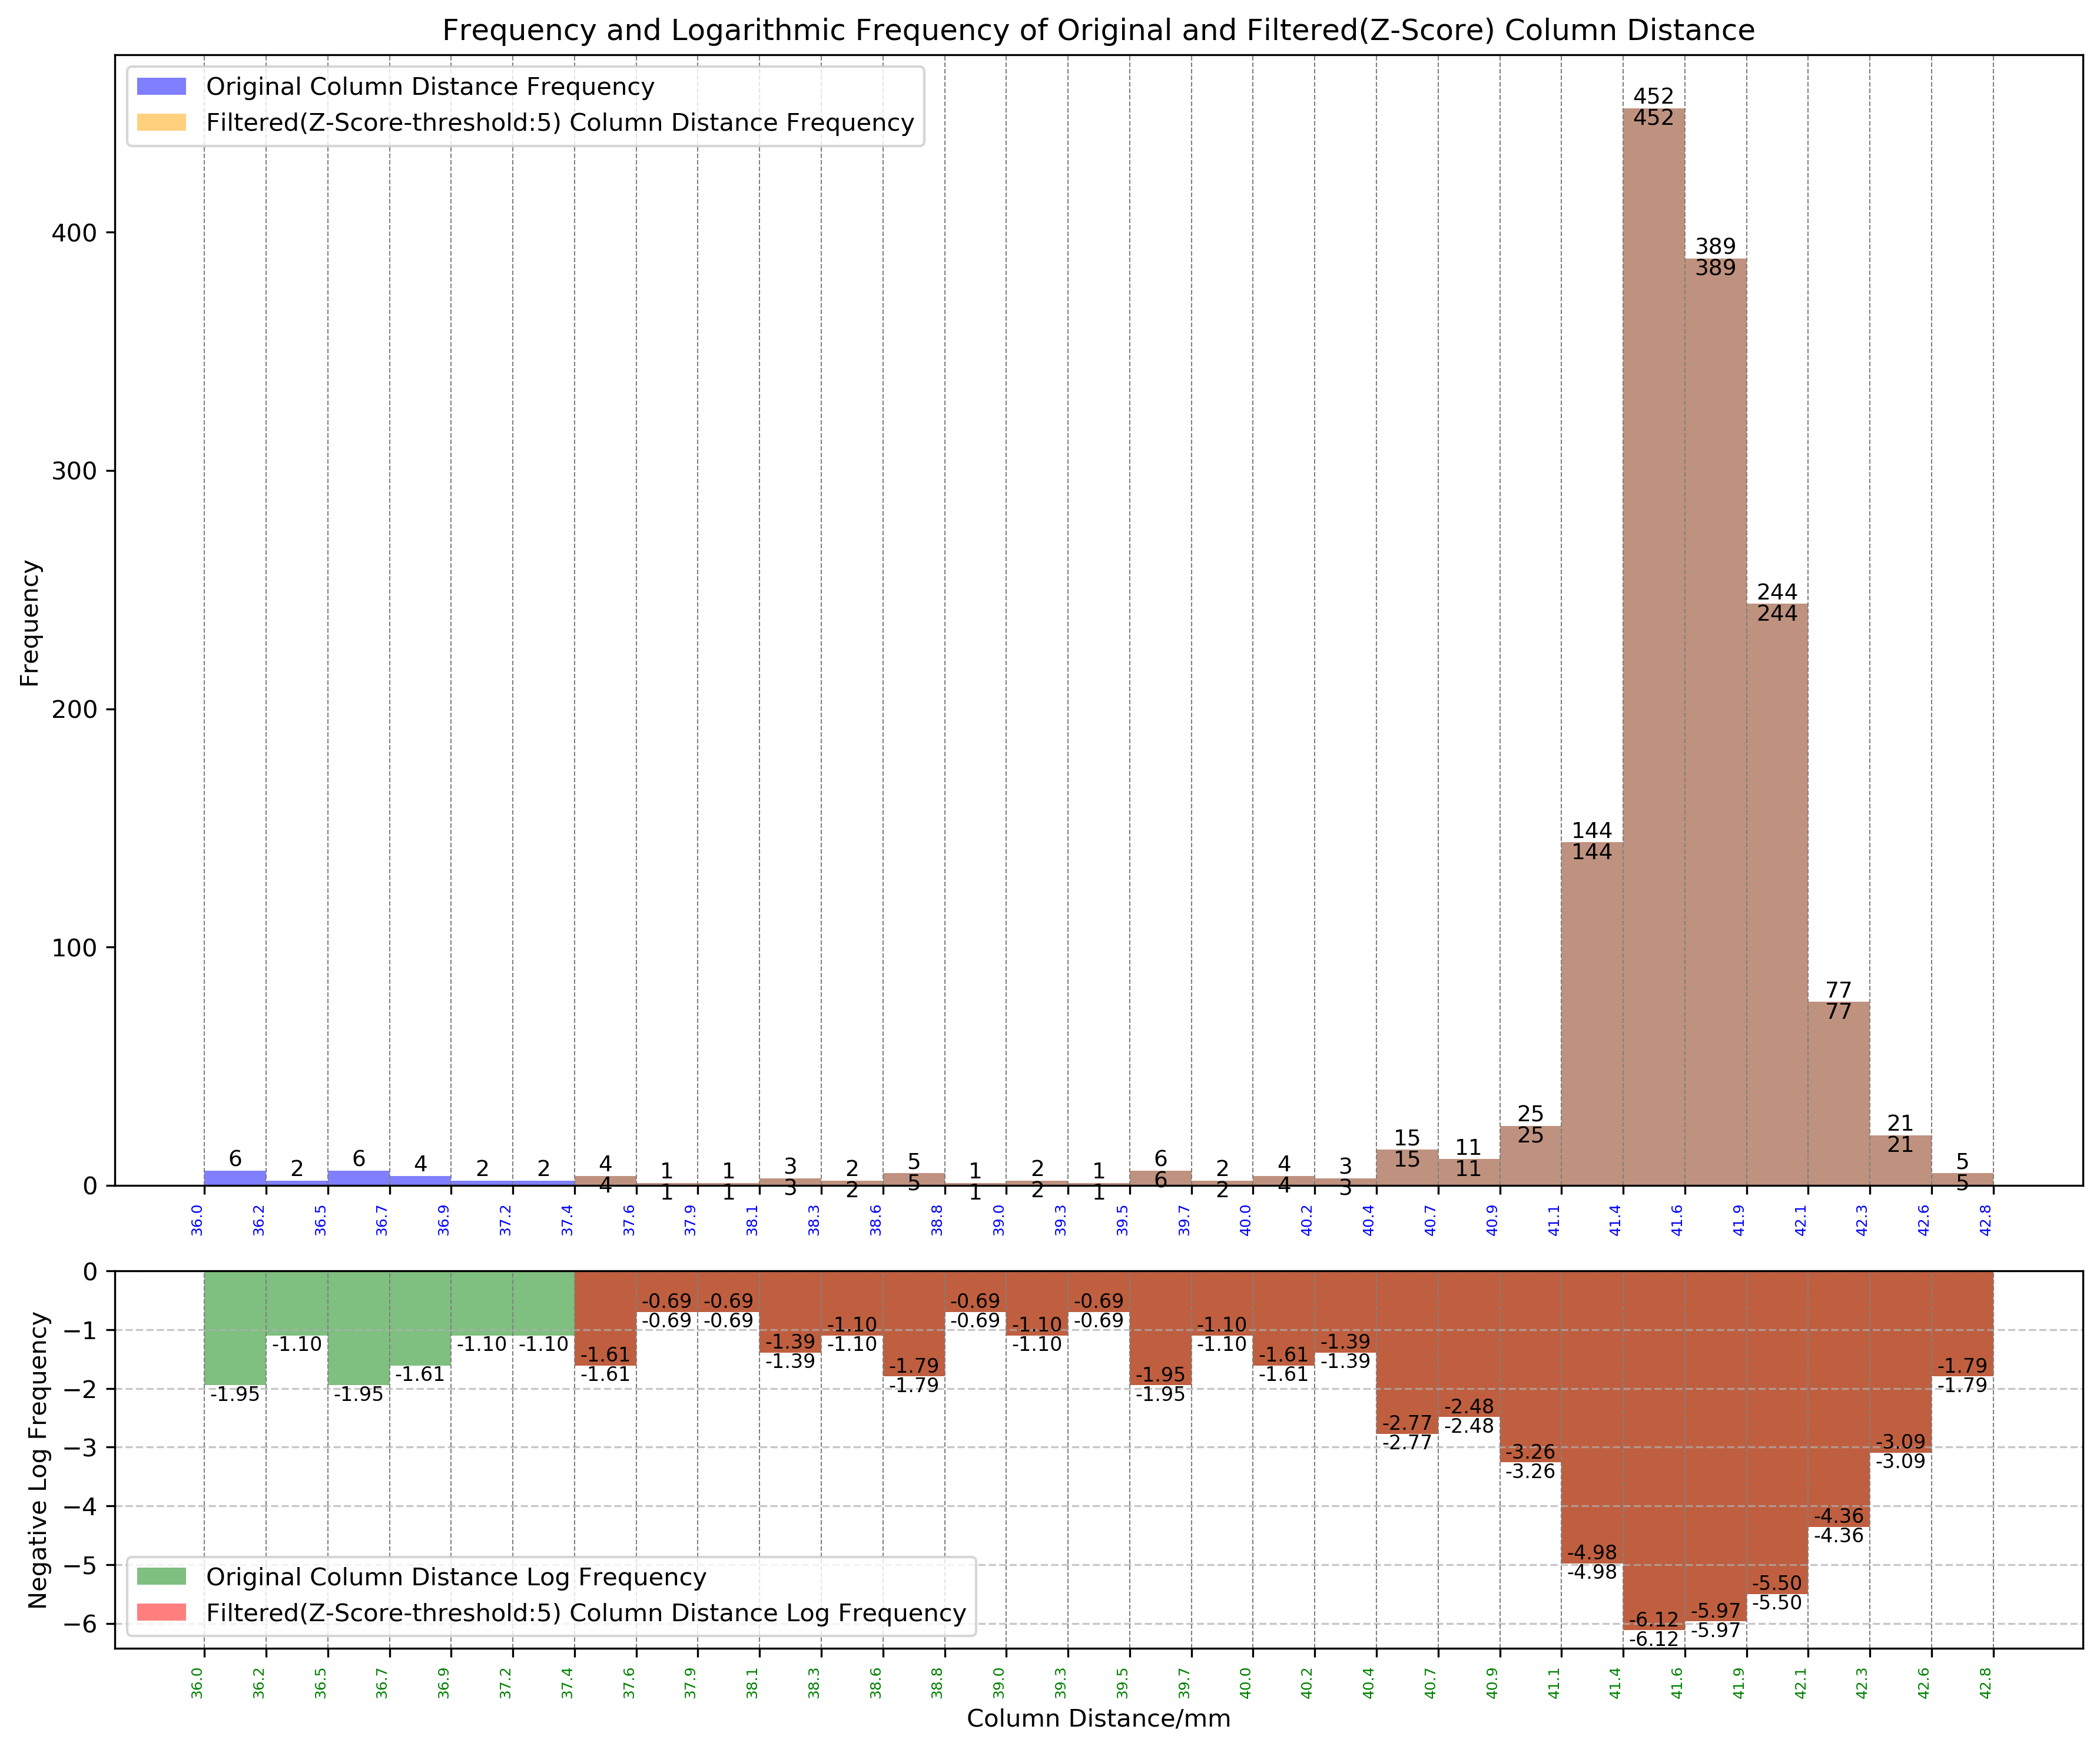 Frequency and Logarithmic Frequency of Original and Filtered(Z-Score) Column Distance
Original Column Distance Frequency
Filtered(Z-Score-threshold:5) Column Distance Frequency
Frequency
400
300
200
100
0
6 2 6 4 2 2 4 1 1 3 2 5 1 2 1 6 2 4 3 15 11 25 144 452 389 244 77 21 5
4 1 1 3 2 5 1 2 1 6 2 4 3 15 11 25 144 452 389 244 77 21 5
36.0 36.2 36.5 36.7 36.9 37.2 37.4 37.6 37.9 38.1 38.3 38.6 38.8 39.0 39.3 39.5 39.7 40.0 40.2 40.4 40.7 40.9 41.1 41.4 41.6 41.9 42.1 42.3 42.6 42.8
Negative Log Frequency
0
−1
−2
−3
−4
−5
−6
-1.61 -0.69 -0.69 -1.39 -1.10 -1.79 -0.69 -1.10 -0.69 -1.95 -1.10 -1.61 -1.39 -2.77 -2.48 -3.26 -4.98 -6.12 -5.97 -5.50 -4.36 -3.09 -1.79
-1.95 -1.10 -1.95 -1.61 -1.10 -1.10 -1.61 -0.69 -0.69 -1.39 -1.10 -1.79 -0.69 -1.10 -0.69 -1.95 -1.10 -1.61 -1.39 -2.77 -2.48 -3.26 -4.98 -6.12 -5.97 -5.50 -4.36 -3.09 -1.79
Original Column Distance Log Frequency
Filtered(Z-Score-threshold:5) Column Distance Log Frequency
36.0 36.2 36.5 36.7 36.9 37.2 37.4 37.6 37.9 38.1 38.3 38.6 38.8 39.0 39.3 39.5 39.7 40.0 40.2 40.4 40.7 40.9 41.1 41.4 41.6 41.9 42.1 42.3 42.6 42.8
Column Distance/mm